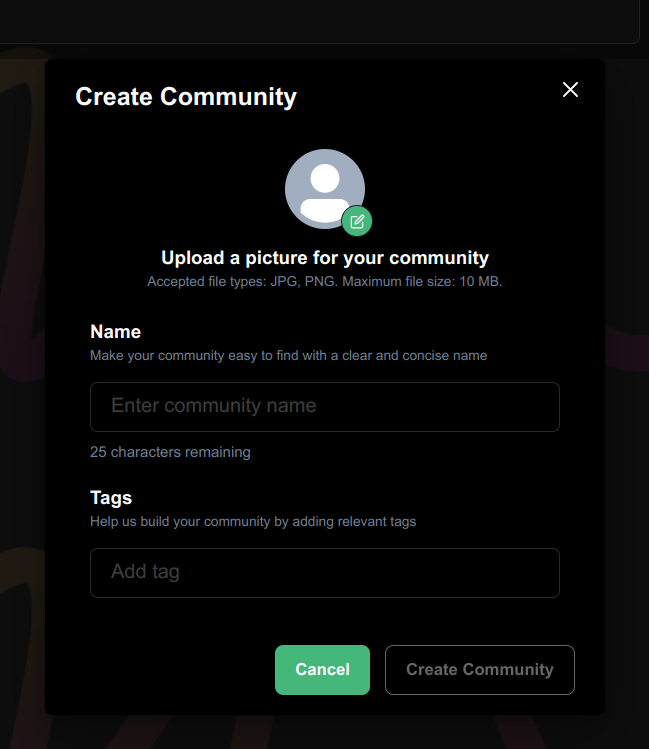 Create Community
Upload a picture for your community
Accepted file types: JPG, PNG. Maximum file size: 10 MB.
Name
Make your community easy to find with a clear and concise name
Enter community name
25 characters remaining
Tags
Help us build your community by adding relevant tags
Add tag
Cancel
Create Community